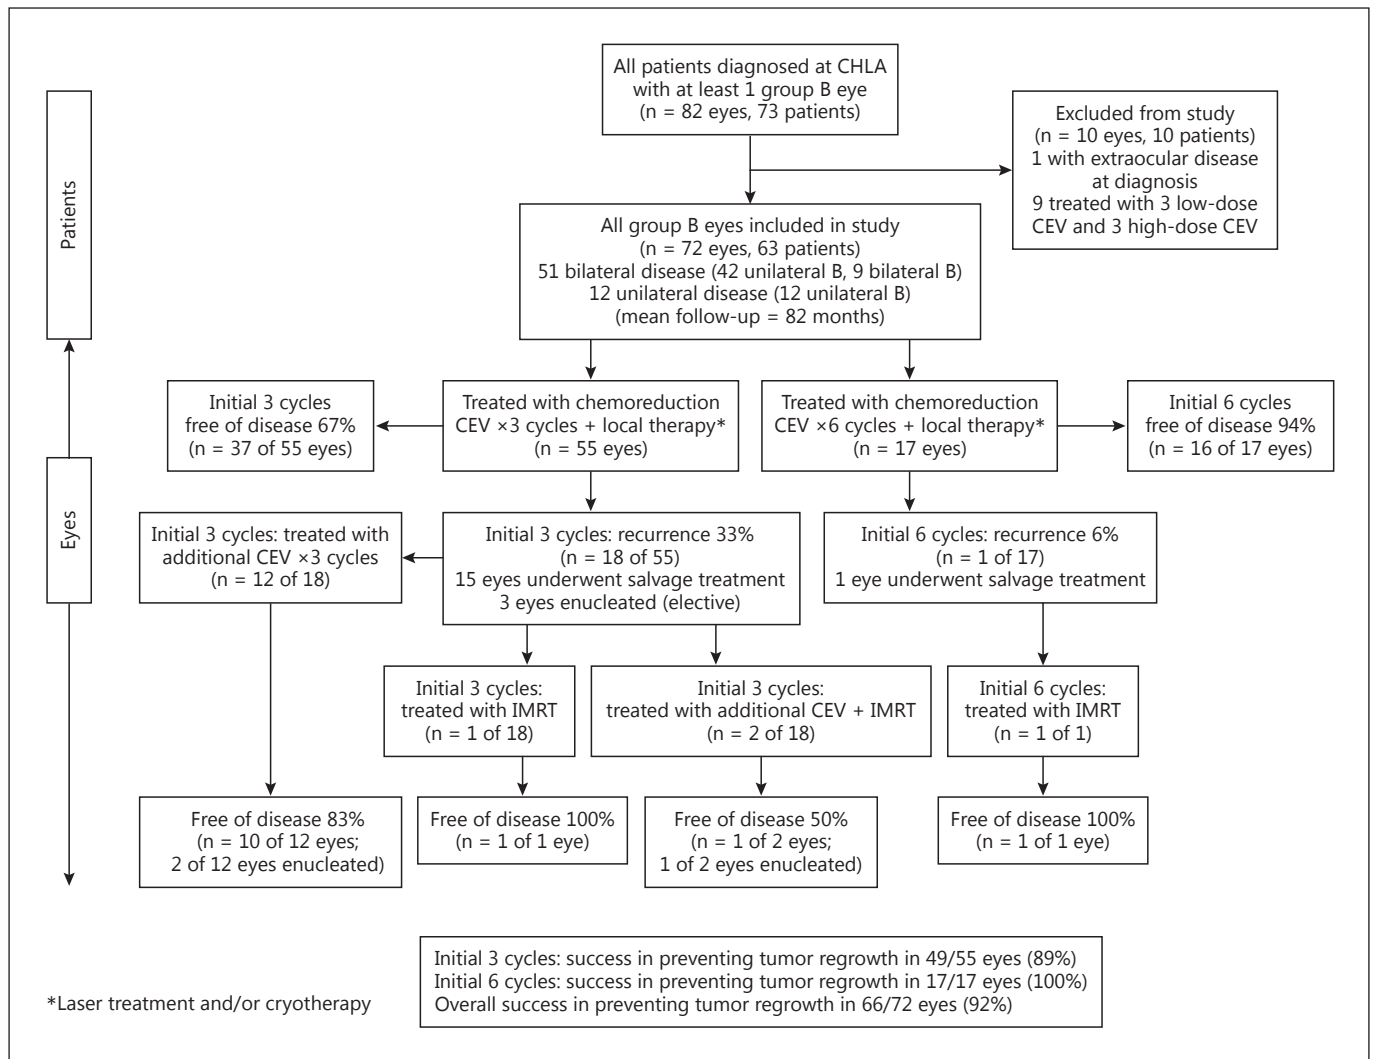 All patients diagnosed at CHLA
with at least 1 group B eye
(n = 82 eyes, 73 patients)
Excluded from study
(n = 10 eyes, 10 patients)
1 with extraocular disease
at diagnosis
9 treated with 3 low-dose
CEV and 3 high-dose CEV
Patients
All group B eyes included in study
(n = 72 eyes, 63 patients)
51 bilateral disease (42 unilateral B, 9 bilateral B)
12 unilateral disease (12 unilateral B)
(mean follow-up = 82 months)
Initial 3 cycles
free of disease 67%
(n = 37 of 55 eyes)
Treated with chemoreduction
CEV ×3 cycles + local therapy*
(n = 55 eyes)
Treated with chemoreduction
CEV ×6 cycles + local therapy*
(n = 17 eyes)
Initial 6 cycles
free of disease 94%
(n = 16 of 17 eyes)
Eyes
Initial 3 cycles: treated with
additional CEV ×3 cycles
(n = 12 of 18)
Initial 3 cycles: recurrence 33%
(n = 18 of 55)
15 eyes underwent salvage treatment
3 eyes enucleated (elective)
Initial 6 cycles: recurrence 6%
(n = 1 of 17)
1 eye underwent salvage treatment
Initial 3 cycles:
treated with IMRT
(n = 1 of 18)
Initial 3 cycles:
treated with additional CEV + IMRT
(n = 2 of 18)
Initial 6 cycles:
treated with IMRT
(n = 1 of 1)
Free of disease 83%
(n = 10 of 12 eyes;
2 of 12 eyes enucleated)
Free of disease 100%
(n = 1 of 1 eye)
Free of disease 50%
(n = 1 of 2 eyes;
1 of 2 eyes enucleated)
Free of disease 100%
(n = 1 of 1 eye)
Initial 3 cycles: success in preventing tumor regrowth in 49/55 eyes (89%)
Initial 6 cycles: success in preventing tumor regrowth in 17/17 eyes (100%)
Overall success in preventing tumor regrowth in 66/72 eyes (92%)
*Laser treatment and/or cryotherapy